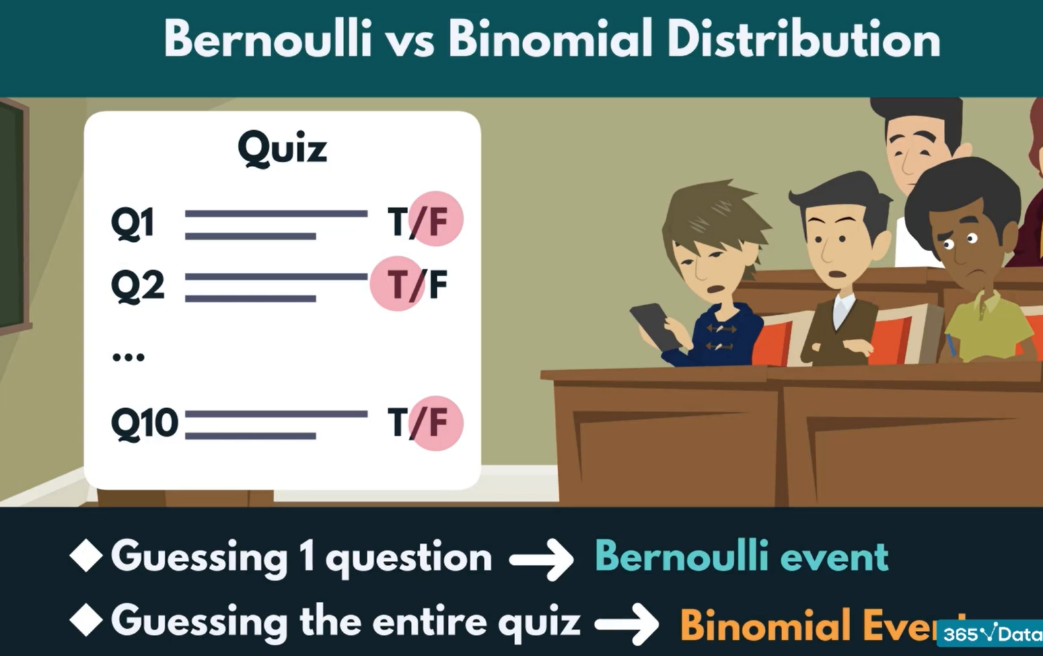 Bernoulli vs Binomial Distribution
Quiz
Q1 T/F
Q2 T/F
...
Q10 T/F
◆ Guessing 1 question → Bernoulli event
◆ Guessing the entire quiz → Binomial Event
365 Data